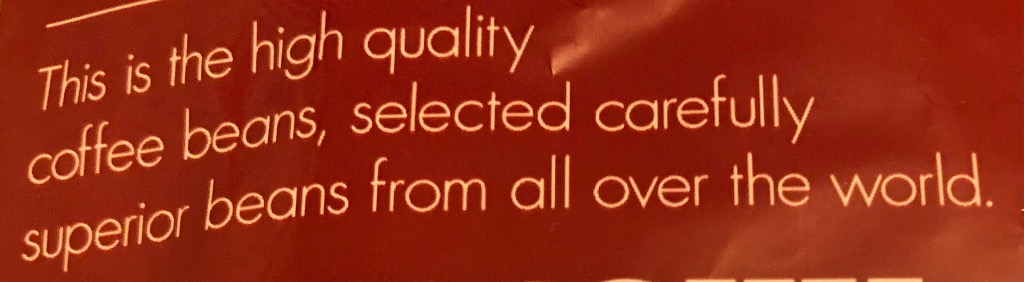 This is the high quality
coffee beans, selected carefully
superior beans from all over the world.